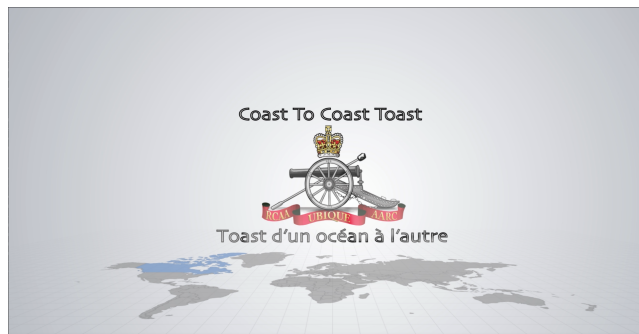 Coast To Coast Toast
RCAA UBIQUE AARC
Toast d'un océan à l'autre